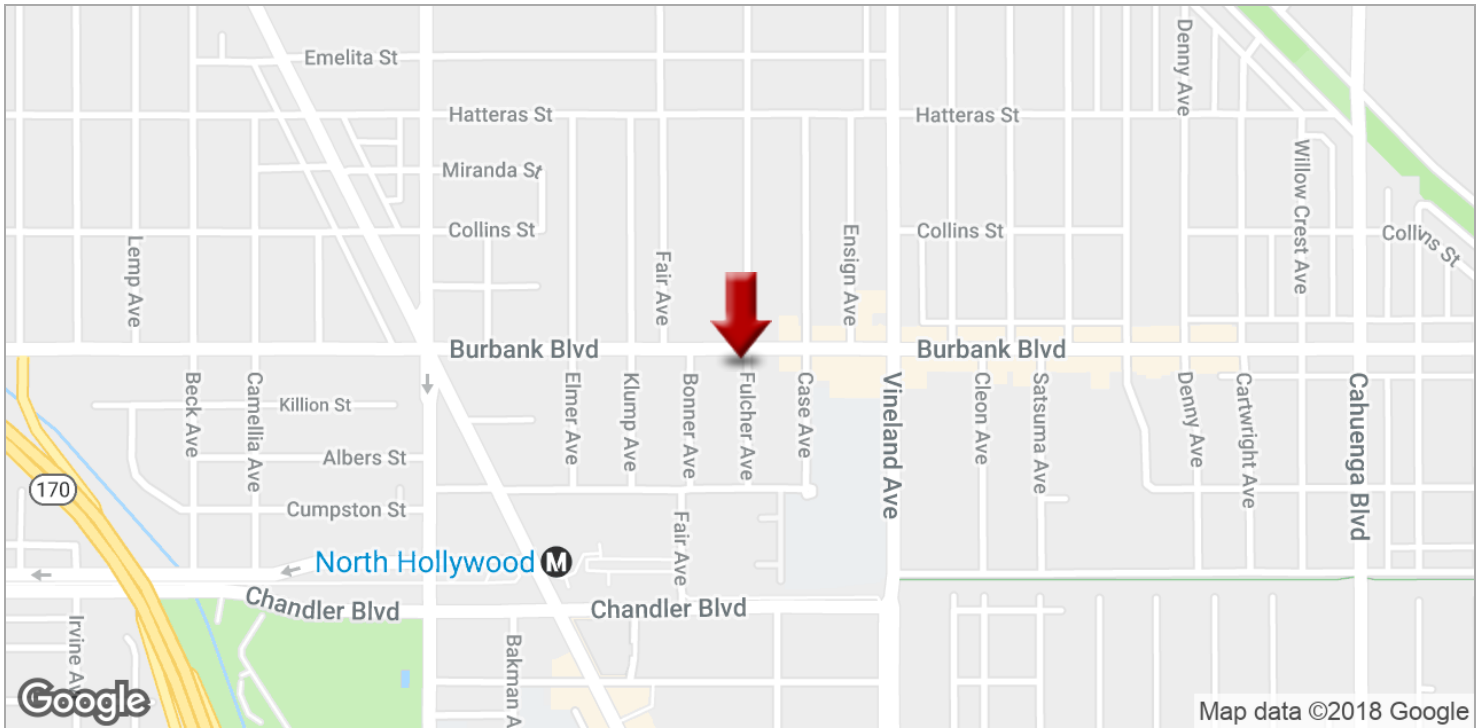 Emelita St
Denny Ave
Hatteras St
Hatteras St
Miranda St
Willow Crest Ave
Collins St
Collins St
Collins St
Lemp Ave
Fair Ave
Ensign Ave
Burbank Blvd
Burbank Blvd
Beck Ave
Camellia Ave
Killion St
Elmer Ave
Klump Ave
Bonner Ave
Fulcher Ave
Case Ave
Vineland Ave
Cleon Ave
Satsuma Ave
Denny Ave
Cartwright Ave
Cahuenga Blvd
Albers St
170
Cumpston St
Fair Ave
North Hollywood M
Chandler Blvd
Chandler Blvd
Irvine Av
Bakman A
Google
Map data ©2018 Google